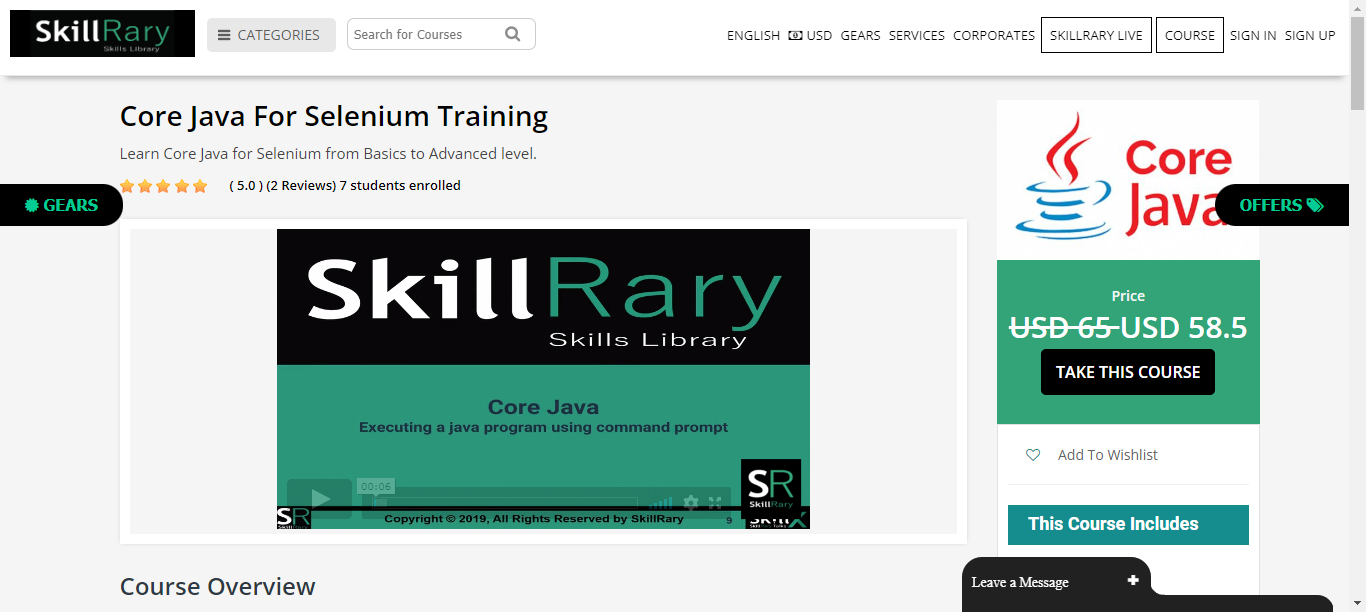 SkillRary
Skills Library
CATEGORIES
Search for Courses
ENGLISH USD GEARS SERVICES CORPORATES SKILLRARY LIVE COURSE SIGN IN SIGN UP
Core Java For Selenium Training
Learn Core Java for Selenium from Basics to Advanced level.
( 5.0 ) (2 Reviews) 7 students enrolled
GEARS
SkillRary
Skills Library
Core Java
Executing a java program using command prompt
00:06
SR
SkillRary
SR
Copyright © 2019, All Rights Reserved by SkillRary
9
Course Overview
Core
Java
OFFERS
Price
USD 65 USD 58.5
TAKE THIS COURSE
Add To Wishlist
This Course Includes
Leave a Message